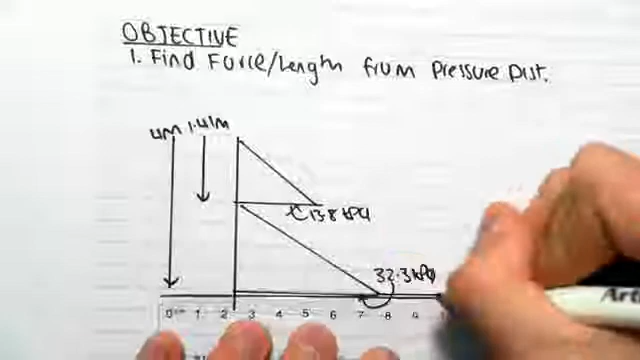 OBJECTIVE
1. Find Force/Length from Pressure Dist.
4M 1.41M
13.8 kPa
32.3 kPa
0 1 2 3 4 5 6 7 8 9
Art